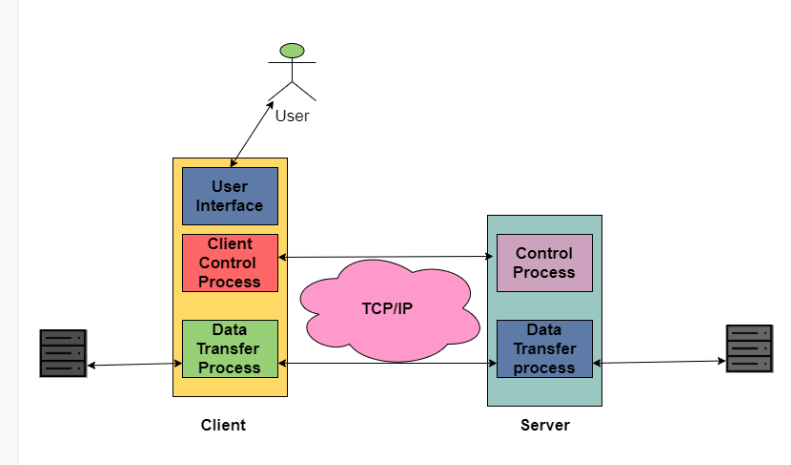 User
User
Interface
Client
Control
Process
Control
Process
TCP/IP
Data
Transfer
Process
Data
Transfer
process
Client
Server